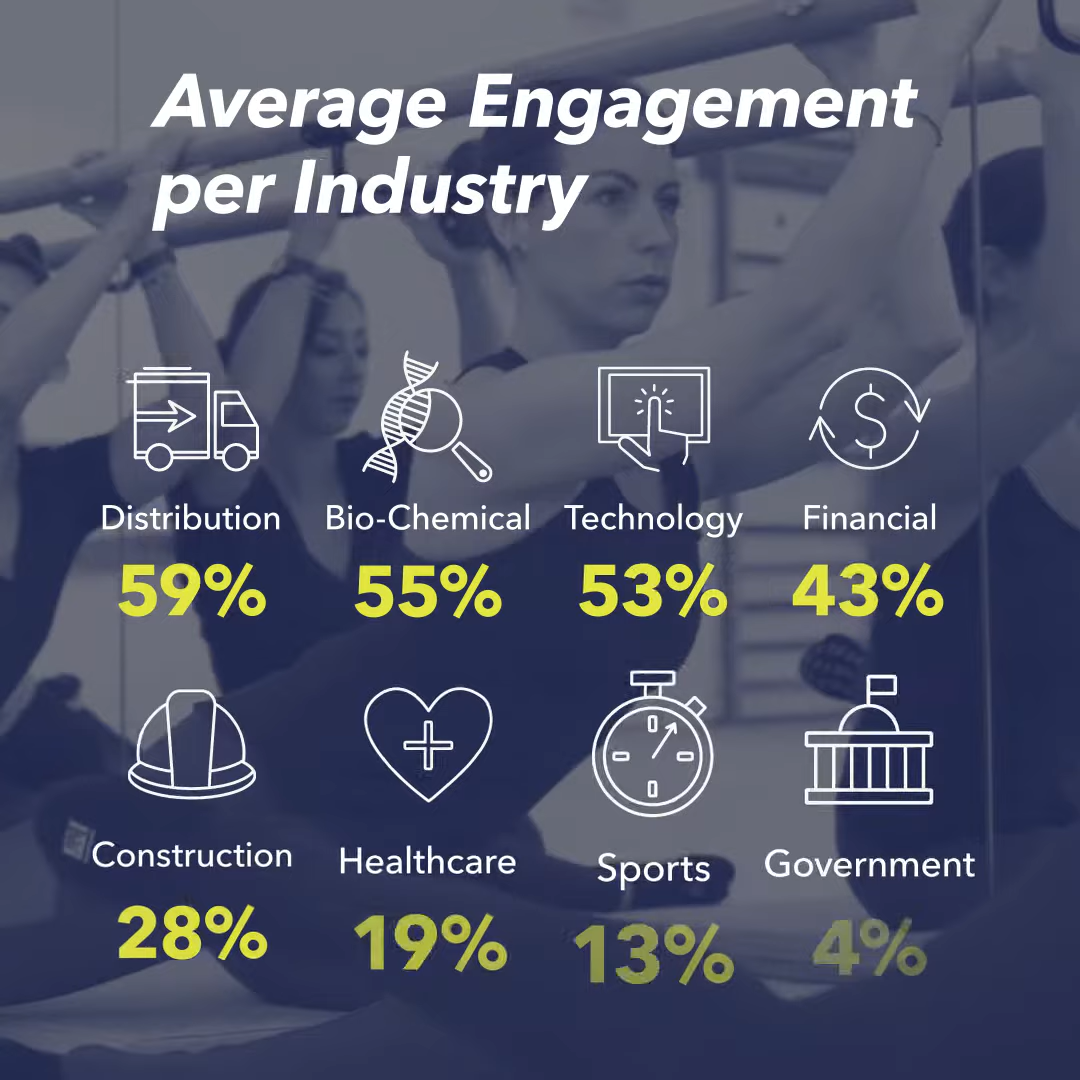 Average Engagement
per Industry
Distribution
59%
Bio-Chemical
55%
Technology
53%
$
Financial
43%
Construction
28%
Healthcare
19%
Sports
13%
Government
4%